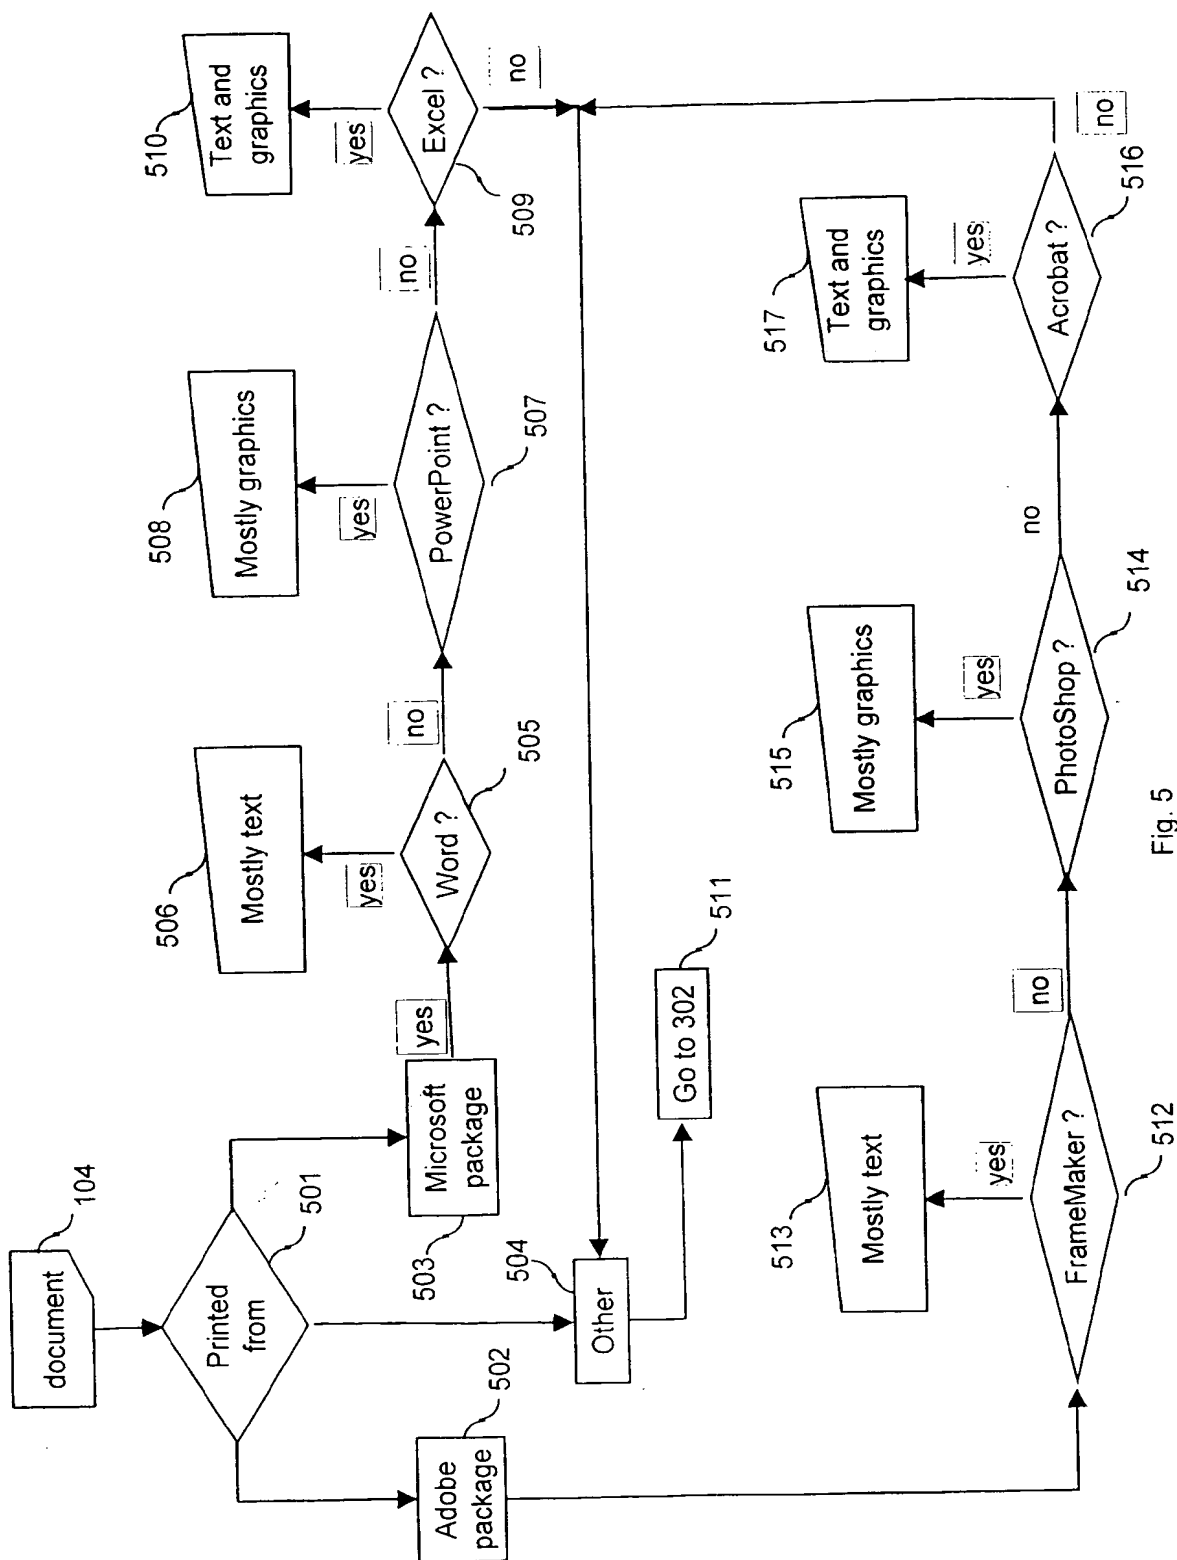 document
104
Printed
from
501
Adobe
package
502
Microsoft
package
503
Other
504
Go to 302
511
yes
Word ?
505
yes
Mostly text
506
no
PowerPoint ?
507
yes
Mostly graphics
508
no
Excel ?
509
yes
Text and
graphics
510
no
FrameMaker ?
512
yes
Mostly text
513
no
PhotoShop ?
514
yes
Mostly graphics
515
no
Acrobat ?
516
yes
Text and
graphics
517
no
Fig. 5